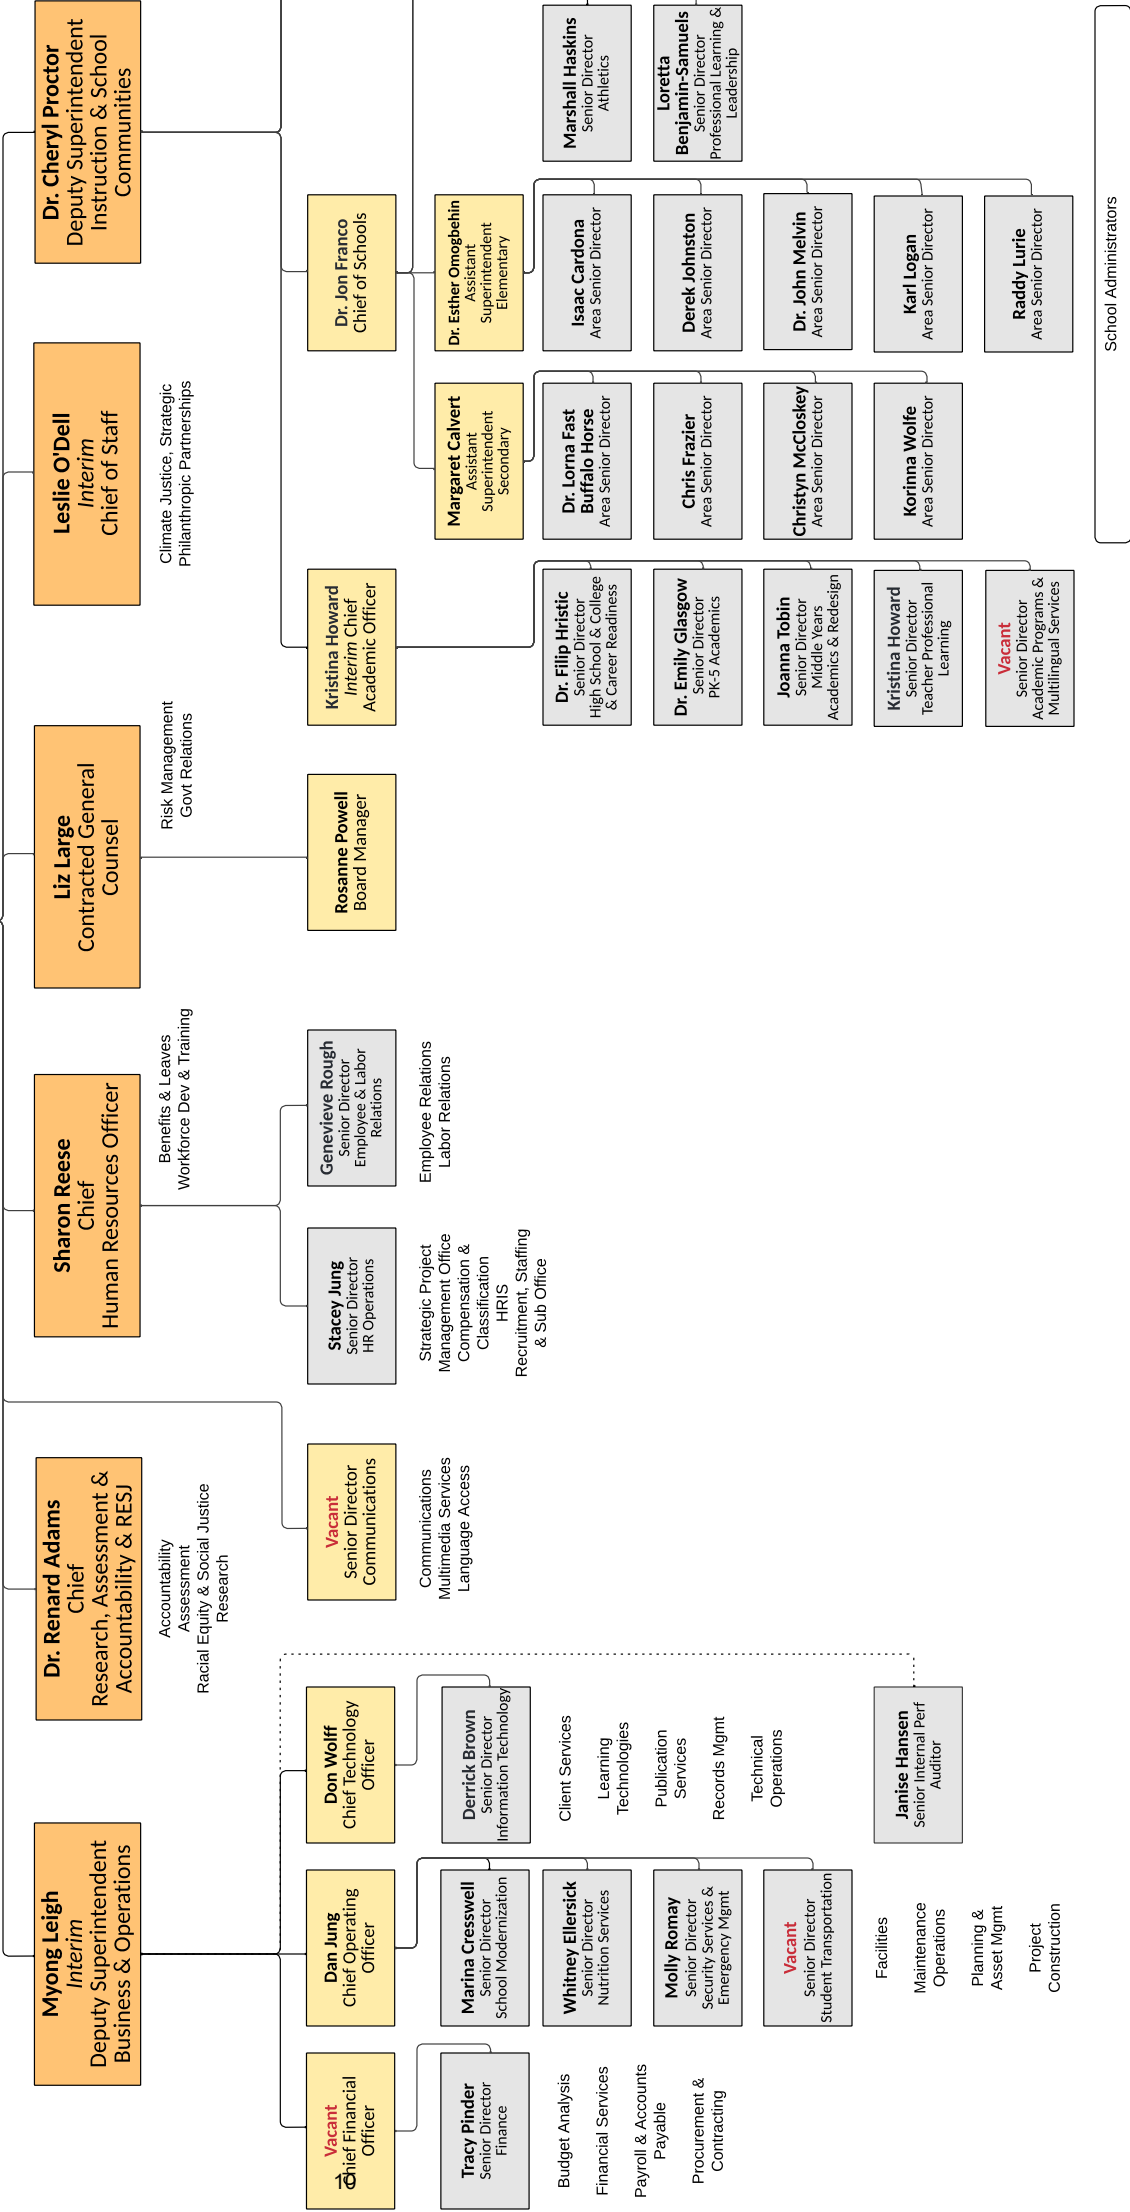 Myong Leigh
Interim
Deputy Superintendent
Business & Operations
Vacant
Chief Financial
Officer
10
Tracy Pinder
Senior Director
Finance
Budget Analysis
Financial Services
Payroll & Accounts
Payable
Procurement &
Contracting
Dan Jung
Chief Operating
Officer
Marina Cresswell
Senior Director
School Modernization
Whitney Ellersick
Senior Director
Nutrition Services
Molly Romay
Senior Director
Security Services &
Emergency Mgmt
Vacant
Senior Director
Student Transportation
Facilities
Maintenance
Operations
Planning &
Asset Mgmt
Project
Construction
Don Wolff
Chief Technology
Officer
Derrick Brown
Senior Director
Information Technology
Client Services
Learning
Technologies
Publication
Services
Records Mgmt
Technical
Operations
Janise Hansen
Senior Internal Perf
Auditor
Dr. Renard Adams
Chief
Research, Assessment &
Accountability & RESJ
Accountability
Assessment
Racial Equity & Social Justice
Research
Vacant
Senior Director
Communications
Communications
Multimedia Services
Language Access
Sharon Reese
Chief
Human Resources Officer
Benefits & Leaves
Workforce Dev & Training
Stacey Jung
Senior Director
HR Operations
Strategic Project
Management Office
Compensation &
Classification
HRIS
Recruitment, Staffing
& Sub Office
Genevieve Rough
Senior Director
Employee & Labor
Relations
Employee Relations
Labor Relations
Liz Large
Contracted General
Counsel
Risk Management
Govt Relations
Rosanne Powell
Board Manager
Leslie O'Dell
Interim
Chief of Staff
Climate Justice, Strategic
Philanthropic Partnerships
Dr. Cheryl Proctor
Deputy Superintendent
Instruction & School
Communities
Kristina Howard
Interim Chief
Academic Officer
Dr. Filip Hristic
Senior Director
High School & College
& Career Readiness
Dr. Emily Glasgow
Senior Director
PK-5 Academics
Joanna Tobin
Senior Director
Middle Years
Academics & Redesign
Kristina Howard
Senior Director
Teacher Professional
Learning
Vacant
Senior Director
Academic Programs &
Multilingual Services
Dr. Jon Franco
Chief of Schools
Margaret Calvert
Assistant
Superintendent
Secondary
Dr. Lorna Fast
Buffalo Horse
Area Senior Director
Chris Frazier
Area Senior Director
Christyn McCloskey
Area Senior Director
Korinna Wolfe
Area Senior Director
Dr. Esther Omogbehin
Assistant
Superintendent
Elementary
Isaac Cardona
Area Senior Director
Derek Johnston
Area Senior Director
Dr. John Melvin
Area Senior Director
Karl Logan
Area Senior Director
Raddy Lurie
Area Senior Director
Marshall Haskins
Senior Director
Athletics
Loretta
Benjamin-Samuels
Senior Director
Professional Learning &
Leadership
School Administrators